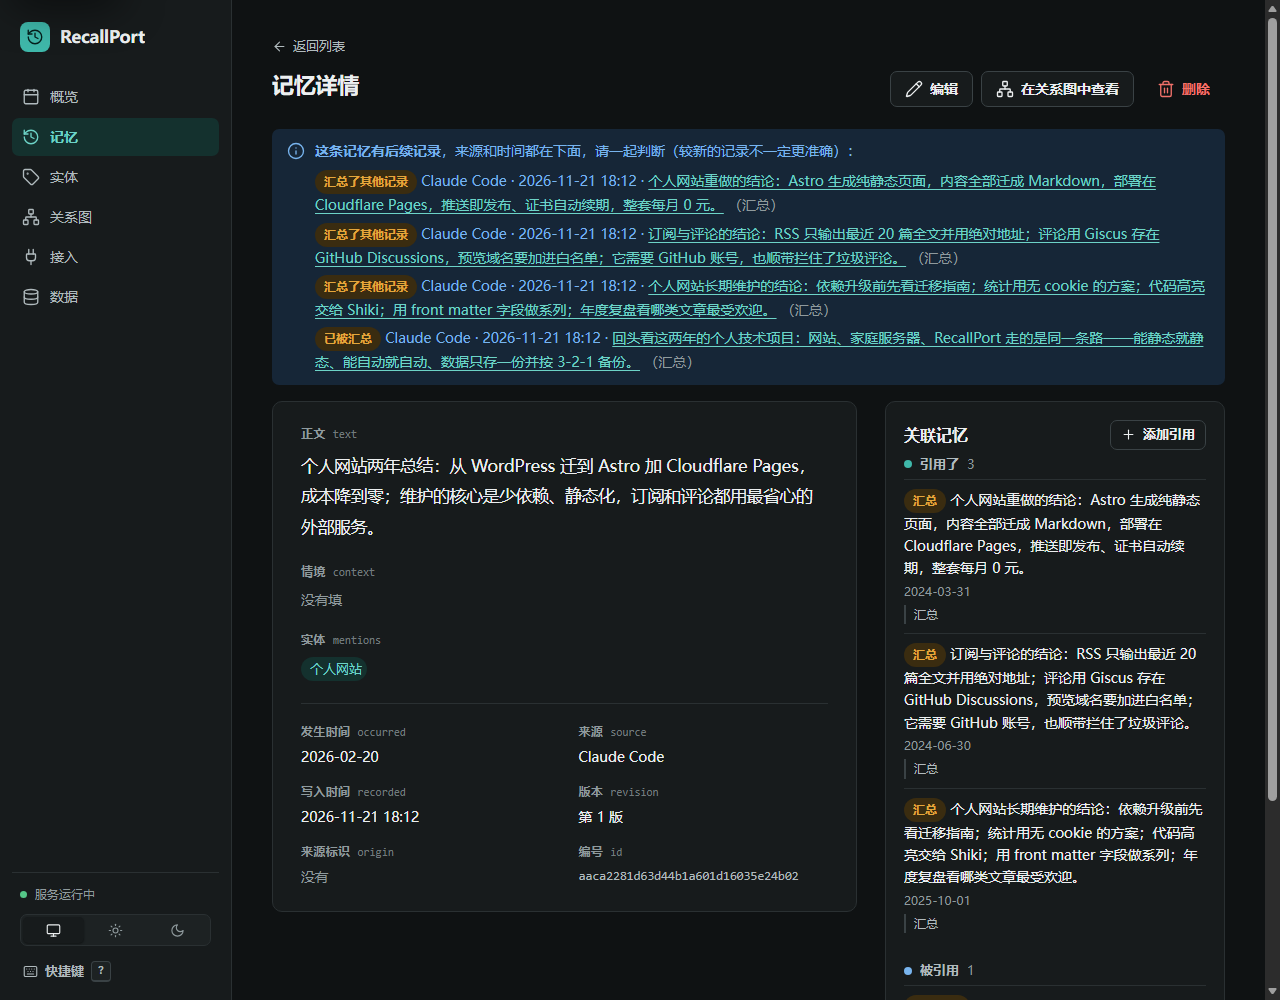 RecallPort
概览
记忆
实体
关系图
接入
数据
服务运行中
快捷键 ?
← 返回列表
记忆详情
编辑
在关系图中查看
删除
这条记忆有后续记录，来源和时间都在下面，请一起判断（较新的记录不一定更准确）：
汇总了其他记录 Claude Code · 2026-11-21 18:12 · 个人网站重做的结论：Astro 生成纯静态页面，内容全部迁成 Markdown，部署在
Cloudflare Pages，推送即发布、证书自动续期，整套每月 0 元。 （汇总）
汇总了其他记录 Claude Code · 2026-11-21 18:12 · 订阅与评论的结论：RSS 只输出最近 20 篇全文并用绝对地址；评论用 Giscus 存在
GitHub Discussions，预览域名要加进白名单；它需要 GitHub 账号，也顺带拦住了垃圾评论。 （汇总）
汇总了其他记录 Claude Code · 2026-11-21 18:12 · 个人网站长期维护的结论：依赖升级前先看迁移指南；统计用无 cookie 的方案；代码高亮
交给 Shiki；用 front matter 字段做系列；年度复盘看哪类文章最受欢迎。 （汇总）
已被汇总 Claude Code · 2026-11-21 18:12 · 回头看这两年的个人技术项目：网站、家庭服务器、RecallPort 走的是同一条路——能静态就静
态、能自动就自动、数据只存一份并按 3-2-1 备份。 （汇总）
正文 text
个人网站两年总结：从 WordPress 迁到 Astro 加 Cloudflare Pages，
成本降到零；维护的核心是少依赖、静态化，订阅和评论都用最省心的
外部服务。
情境 context
没有填
实体 mentions
个人网站
发生时间 occurred
2026-02-20
来源 source
Claude Code
写入时间 recorded
2026-11-21 18:12
版本 revision
第 1 版
来源标识 origin
没有
编号 id
aaca2281d63d44b1a601d16035e24b02
关联记忆
添加引用
引用了 3
汇总 个人网站重做的结论：Astro 生成纯静态
页面，内容全部迁成 Markdown，部署在
Cloudflare Pages，推送即发布、证书自动续
期，整套每月 0 元。
2024-03-31
汇总
汇总 订阅与评论的结论：RSS 只输出最近 20
篇全文并用绝对地址；评论用 Giscus 存在
GitHub Discussions，预览域名要加进白名单；
它需要 GitHub 账号，也顺带拦住了垃圾评论。
2024-06-30
汇总
汇总 个人网站长期维护的结论：依赖升级前先
看迁移指南；统计用无 cookie 的方案；代码高
亮交给 Shiki；用 front matter 字段做系列；年
度复盘看哪类文章最受欢迎。
2025-10-01
汇总
被引用 1